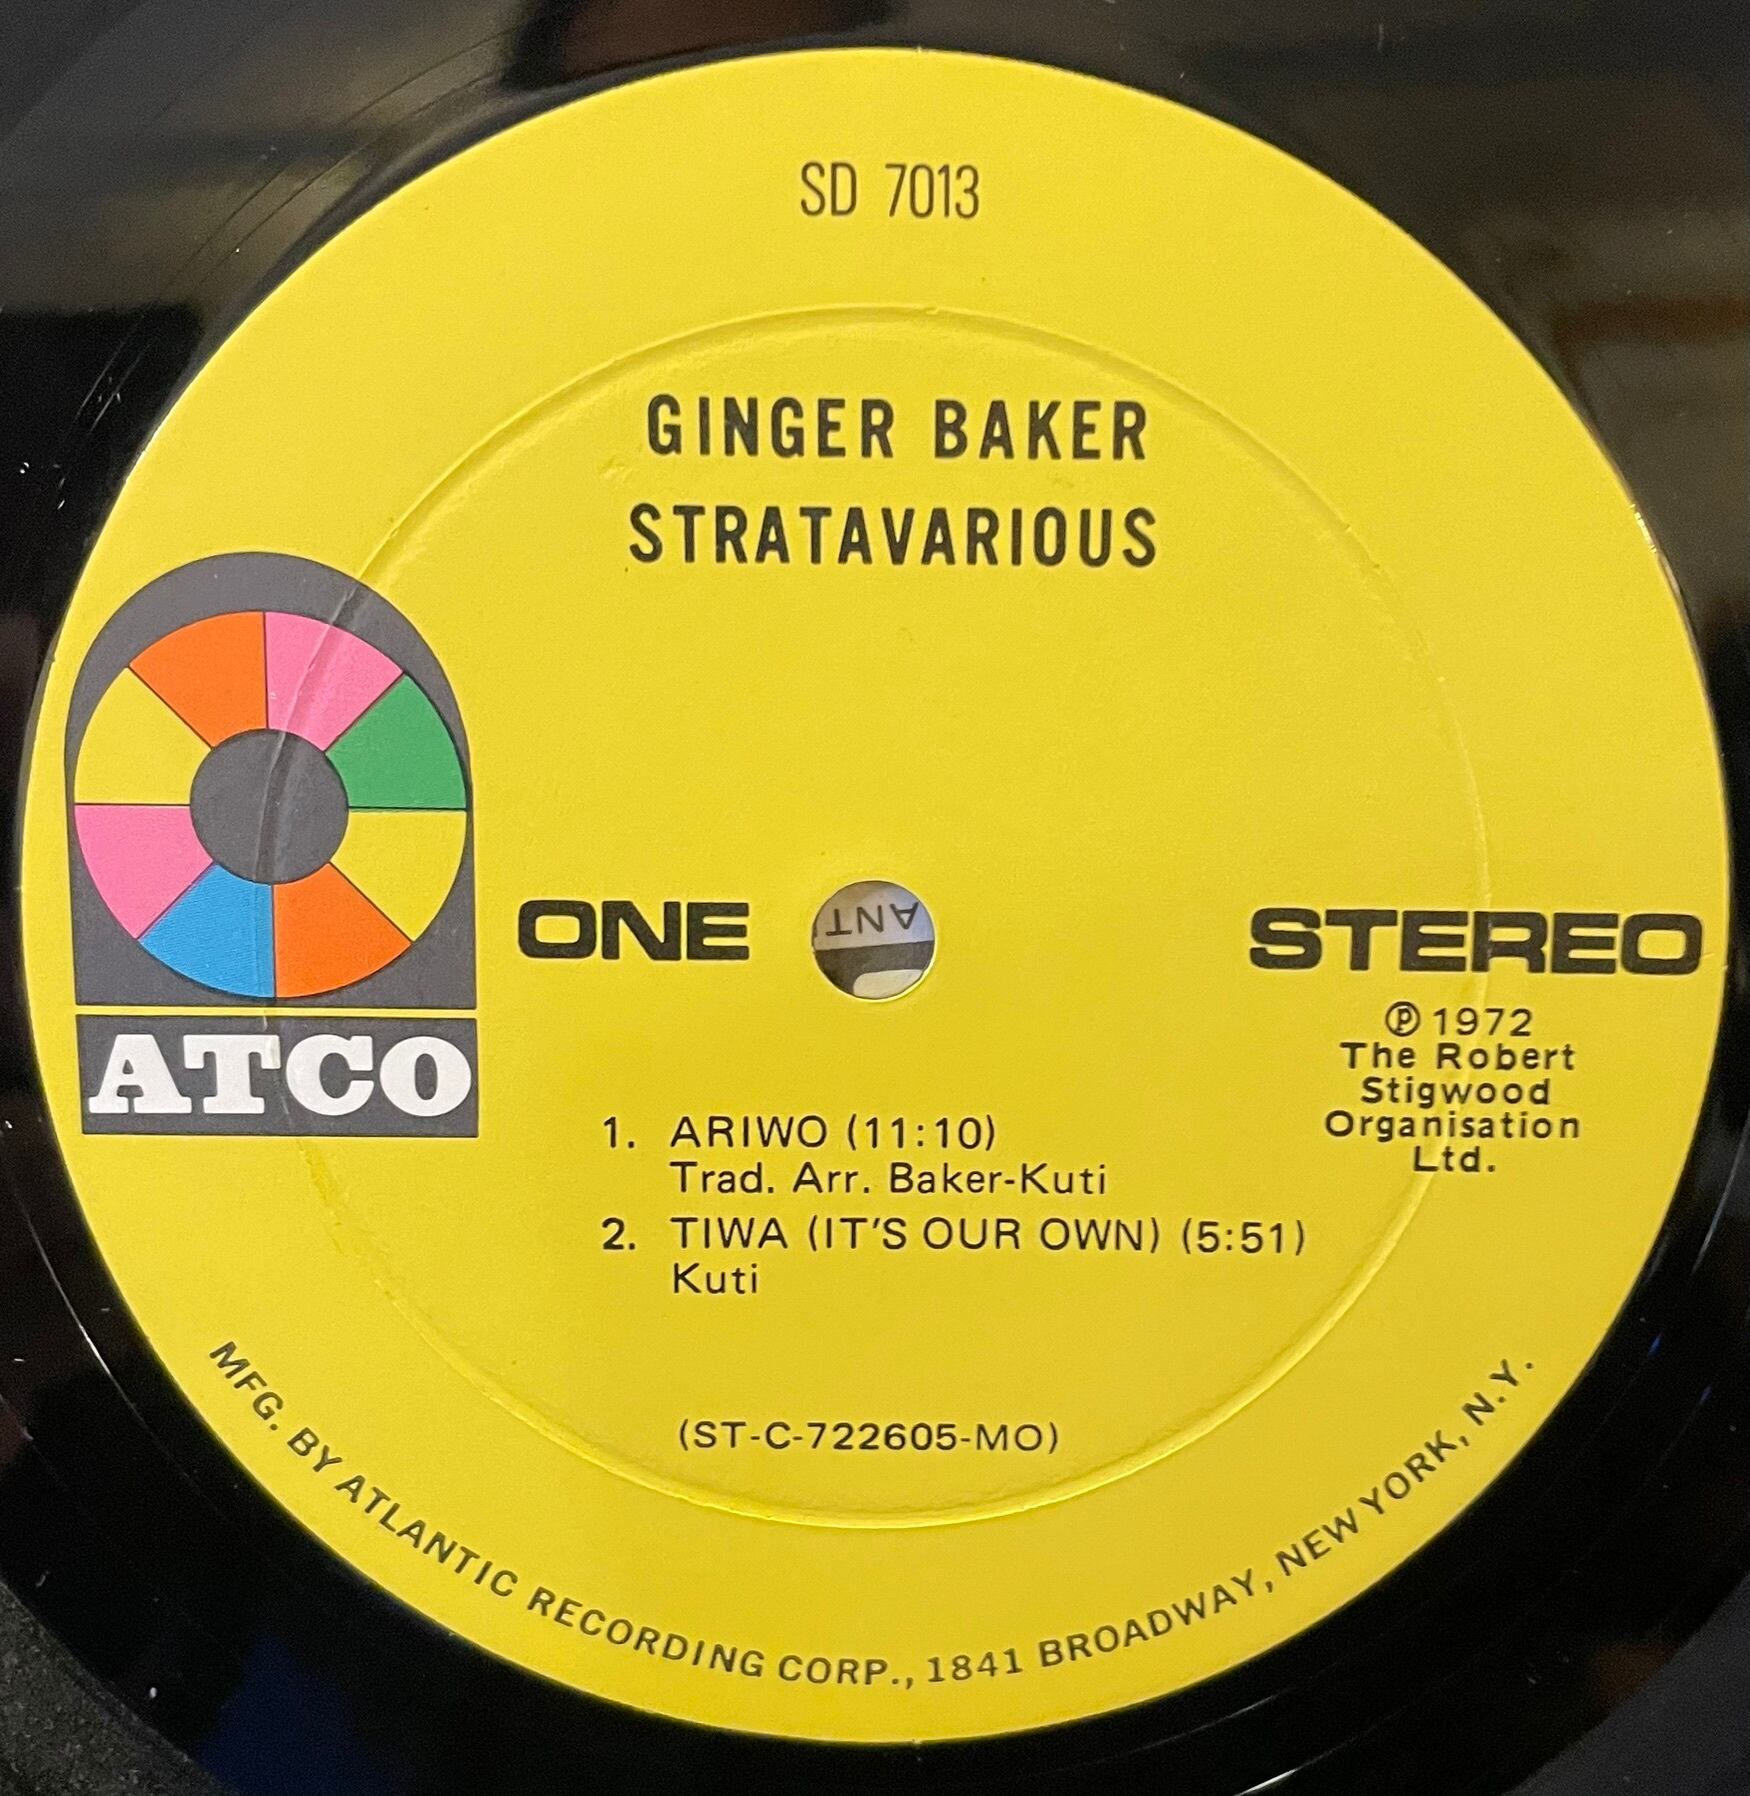 SD 7013
GINGER BAKER
STRATAVARIOUS
ATCO
ONE
ANT
STEREO
℗ 1972
The Robert
Stigwood
Organisation
Ltd.
1. ARIWO (11:10)
Trad. Arr. Baker-Kuti
2. TIWA (IT'S OUR OWN) (5:51)
Kuti
(ST-C-722605-MO)
MFG. BY ATLANTIC RECORDING CORP., 1841 BROADWAY, NEW YORK, N.Y.